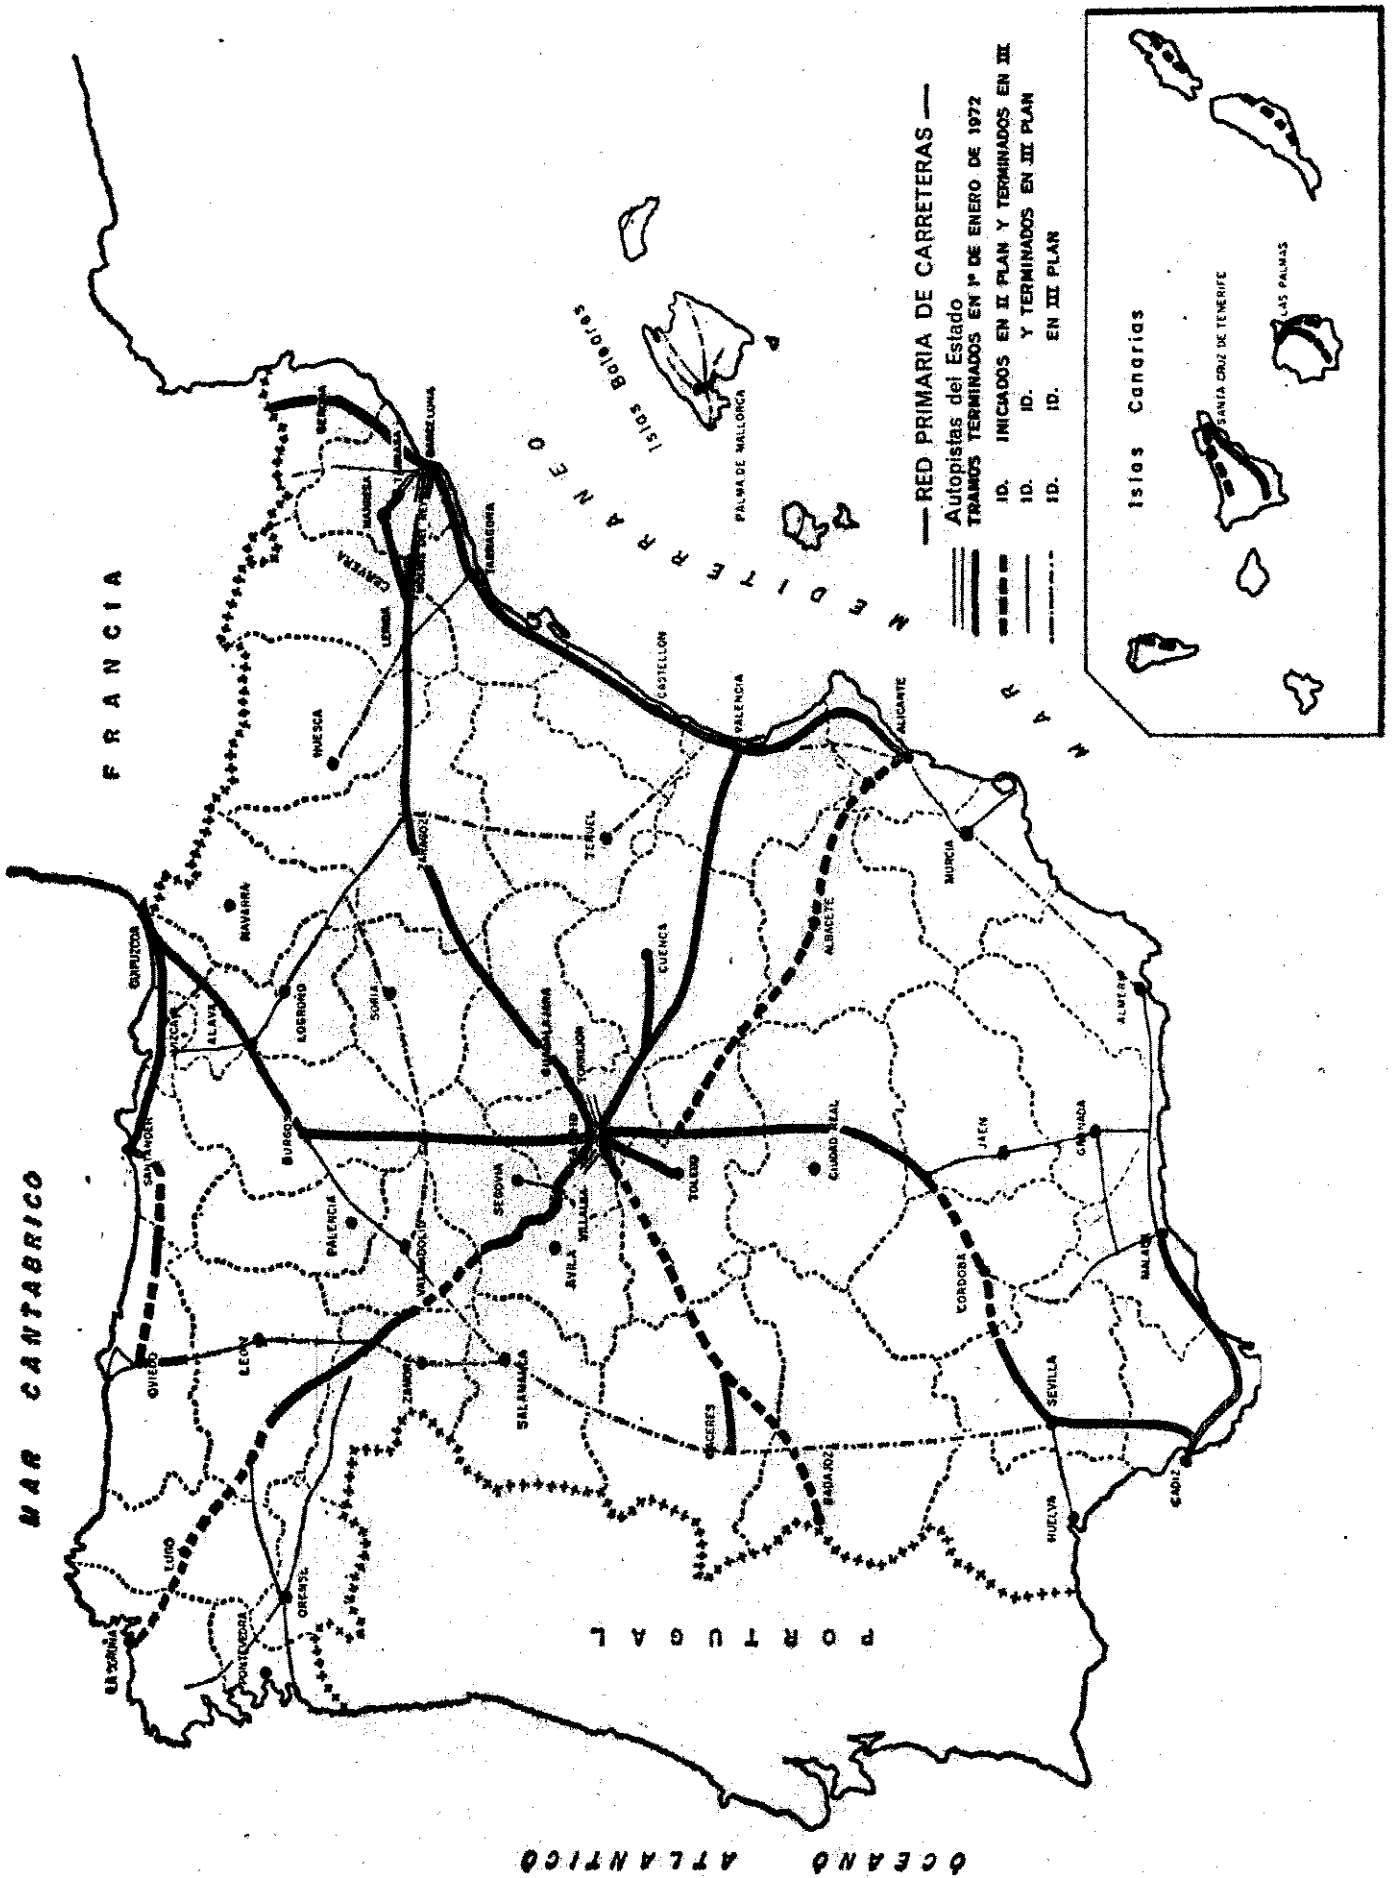 MAR CANTABRICO
FRANCIA
PORTUGAL
OCEANO ATLANTICO
MAR MEDITERRANEO
Islas Baleares
PALMA DE MALLORCA
LA CORUÑA
LUGO
PONTEVEDRA
ORENSE
OVIEDO
LEON
SANTANDER
VIZCAYA
GUIPUZCOA
ALAVA
NAVARRA
LOGROÑO
BURGOS
PALENCIA
VALLADOLID
ZAMORA
SALAMANCA
SORIA
HUESCA
ZARAGOZA
LERIDA
CERVERA
MANRESA
TARRASA
GERONA
BARCELONA
TARRAGONA
SEGOVIA
AVILA
VILLALBA
MADRID
GUADALAJARA
TORREJON
TERUEL
CUENCA
CASTELLON
VALENCIA
TOLEDO
CIUDAD REAL
CACERES
BADAJOZ
ALBACETE
ALICANTE
MURCIA
CORDOBA
JAEN
GRANADA
ALMERIA
MALAGA
SEVILLA
HUELVA
CADIZ
RED PRIMARIA DE CARRETERAS
Autopistas del Estado
TRAMOS TERMINADOS EN 1º DE ENERO DE 1972
ID. INICIADOS EN II PLAN Y TERMINADOS EN III
ID. ID. Y TERMINADOS EN III PLAN
ID. ID. EN III PLAN
Islas Canarias
SANTA CRUZ DE TENERIFE
LAS PALMAS